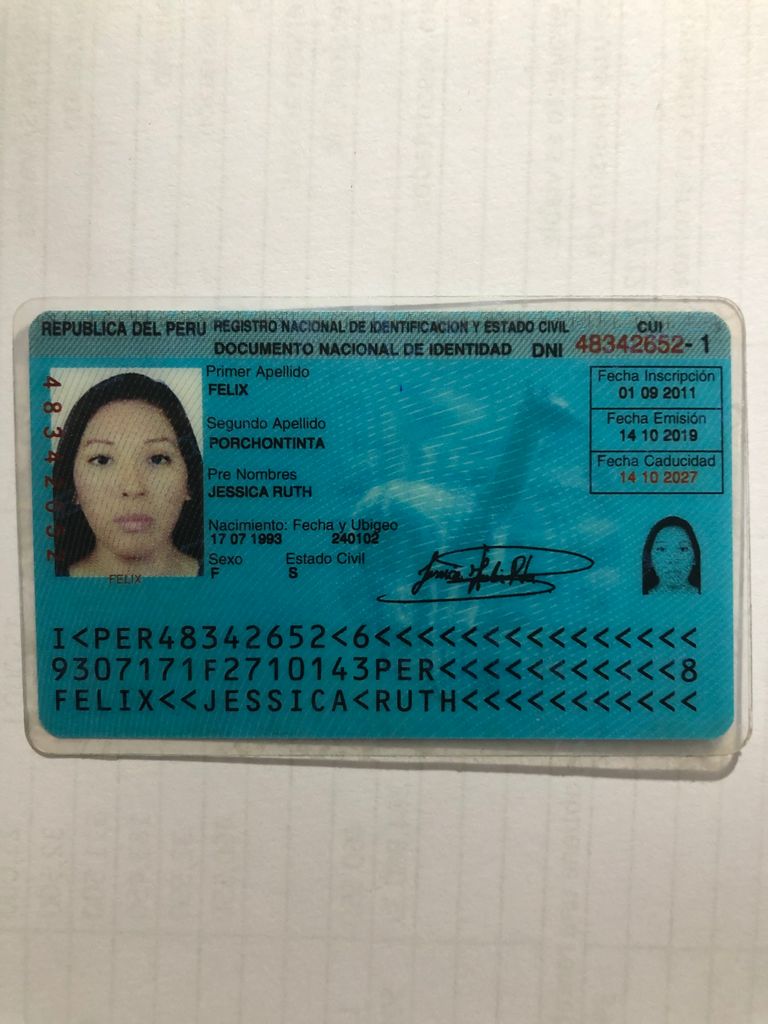 REPUBLICA DEL PERU REGISTRO NACIONAL DE IDENTIFICACION Y ESTADO CIVIL CUI
DOCUMENTO NACIONAL DE IDENTIDAD DNI 48342652-1
Primer Apellido
FELIX
Segundo Apellido
PORCHONTINTA
Pre Nombres
JESSICA RUTH
Nacimiento: Fecha y Ubigeo
17 07 1993 240102
Sexo Estado Civil
F S
Fecha Inscripción
01 09 2011
Fecha Emisión
14 10 2019
Fecha Caducidad
14 10 2027
48342652
FELIX
I<PER48342652<6<<<<<<<<<<<<<<<
9307171F2710143PER<<<<<<<<<<<8
FELIX<<JESSICA<RUTH<<<<<<<<<<<